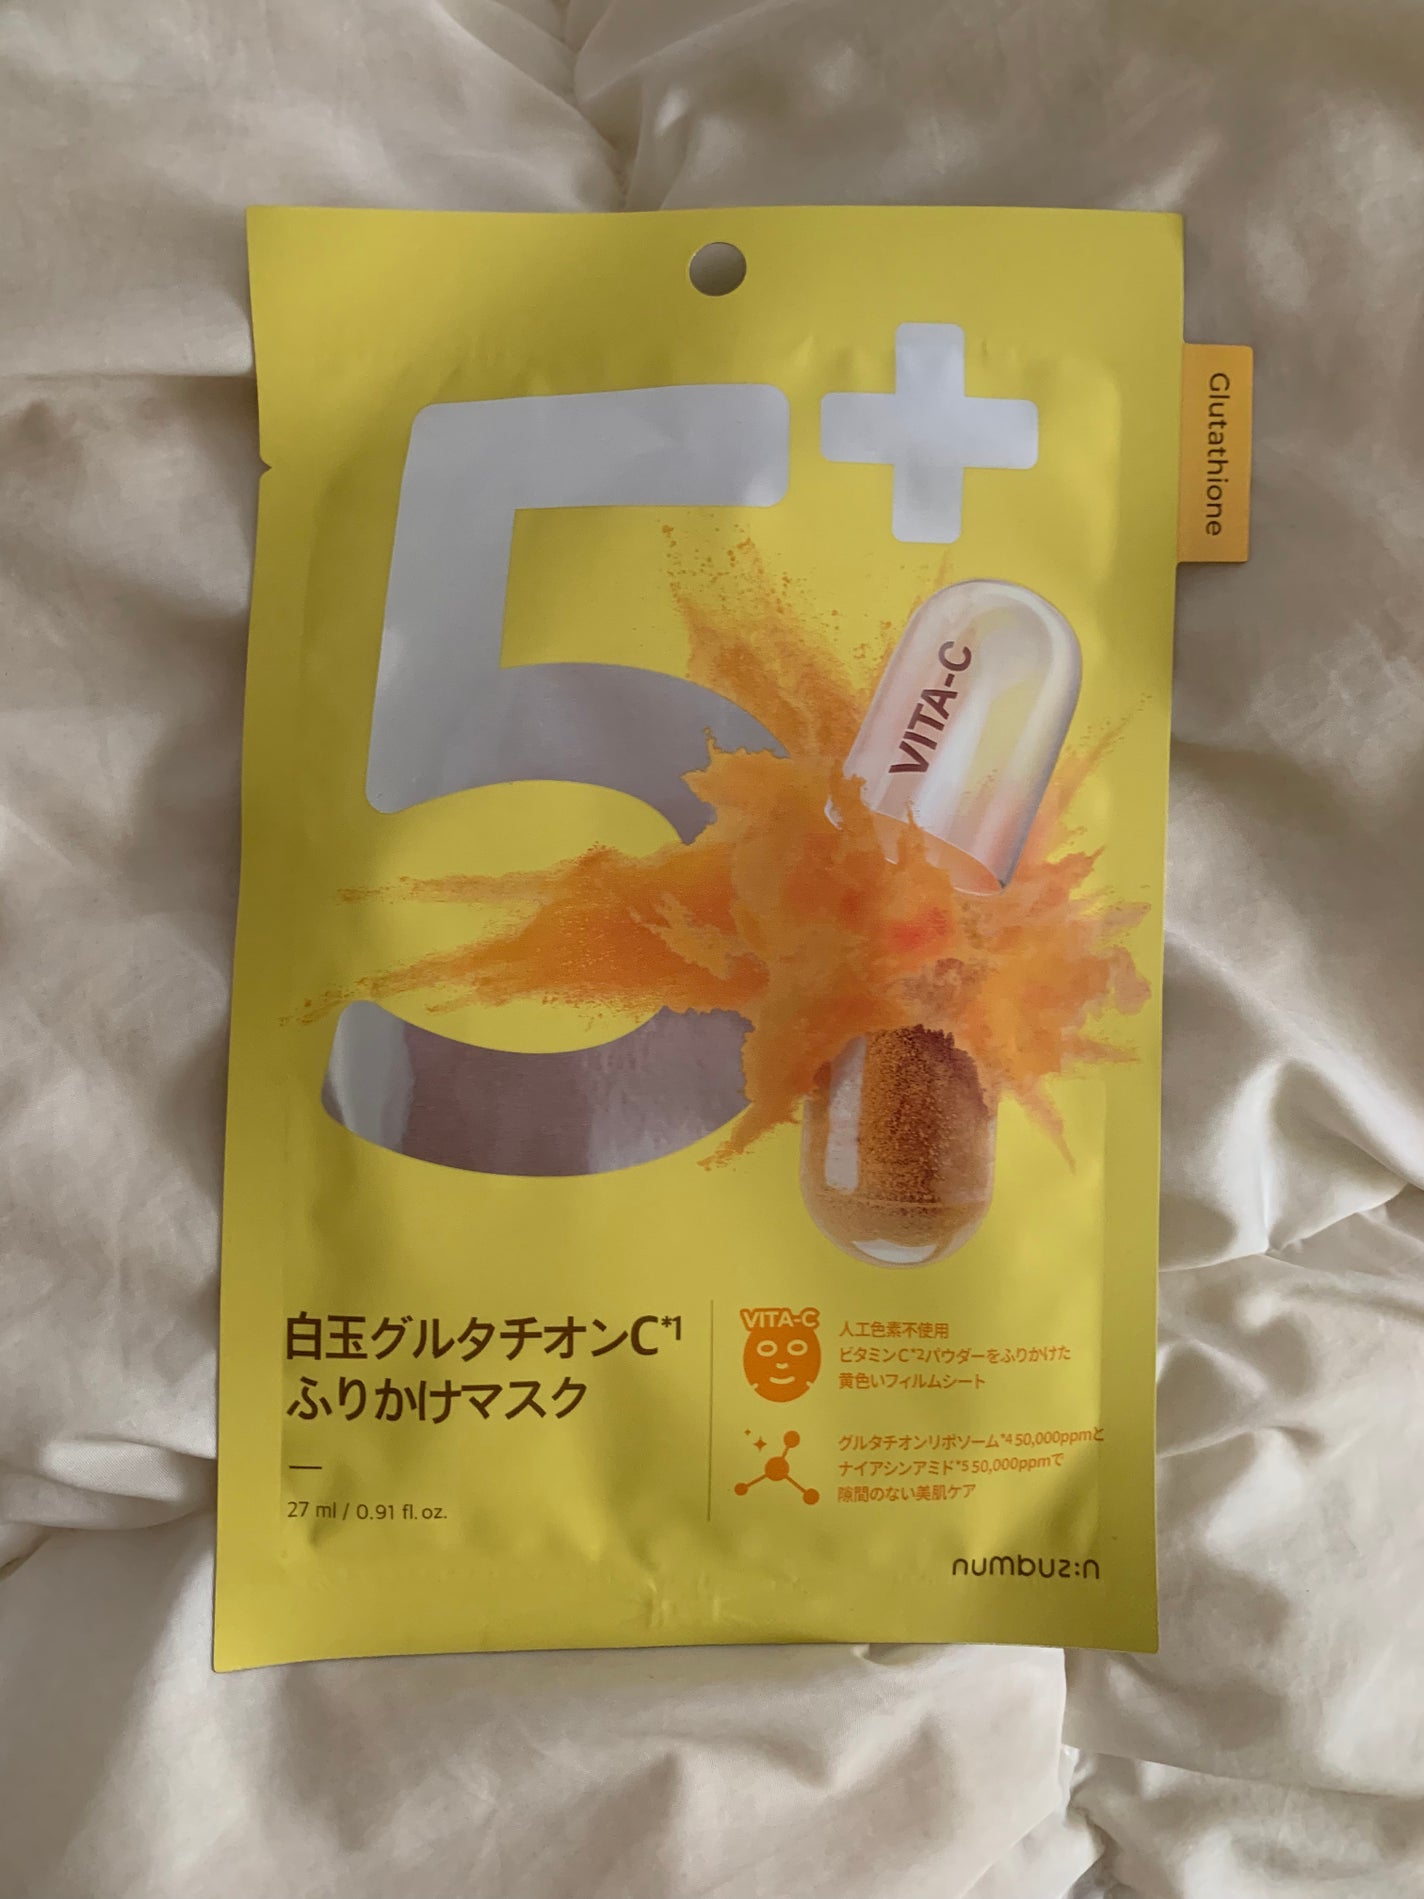 5+
Glutathione
VITA-C
白玉グルタチオンC*1
ふりかけマスク
27 ml / 0.91 fl. oz.
VITA-C
人工色素不使用
ビタミンC*2パウダーをふりかけた
黄色いフィルムシート
グルタチオンリポソーム*4 50,000ppmと
ナイアシンアミド*5 50,000ppmで
隙間のない美肌ケア
numbuz:n